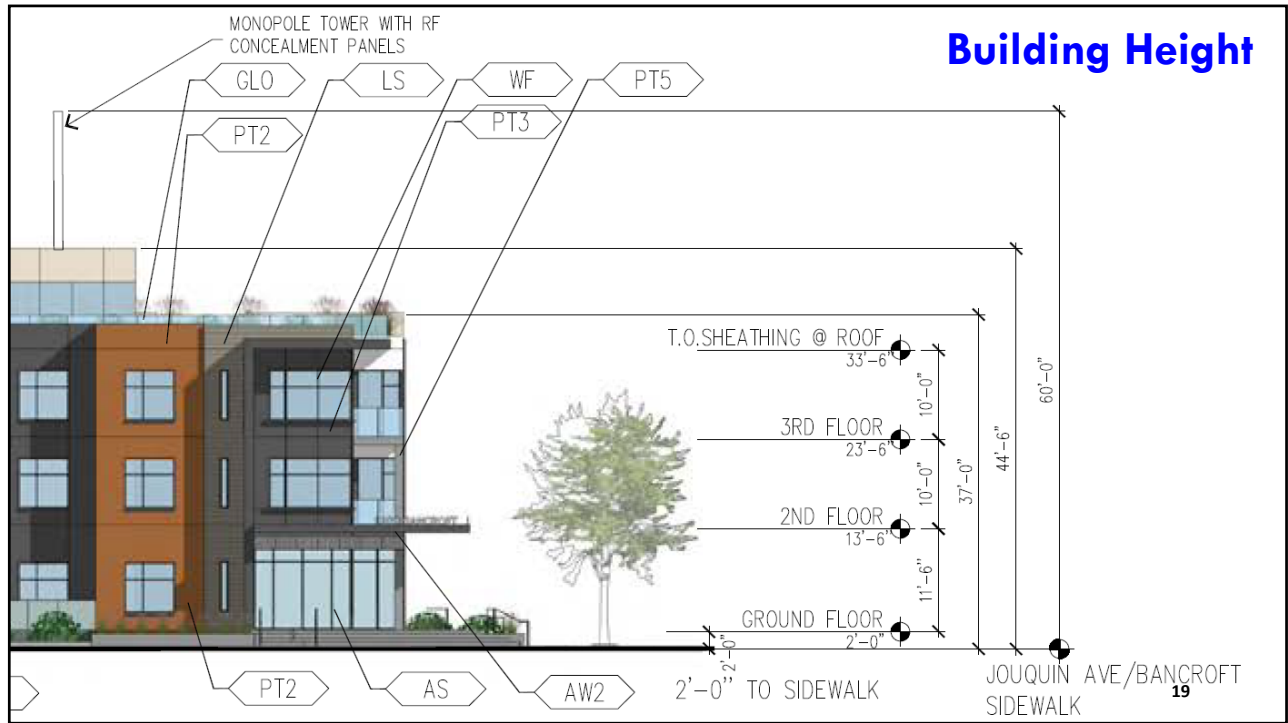 Building Height
MONOPOLE TOWER WITH RF
CONCEALMENT PANELS
GLO
LS
WF
PT5
PT2
PT3
T.O.SHEATHING @ ROOF
33'-6"
3RD FLOOR
23'-6"
2ND FLOOR
13'-6"
GROUND FLOOR
2'-0"
10'-0"
10'-0"
11'-6"
37'-0"
44'-6"
60'-0"
2'-0"
BANCROFT
PT2
AS
AW2
2'-0" TO SIDEWALK
JOUQUIN AVE/BANCROFT
SIDEWALK
19